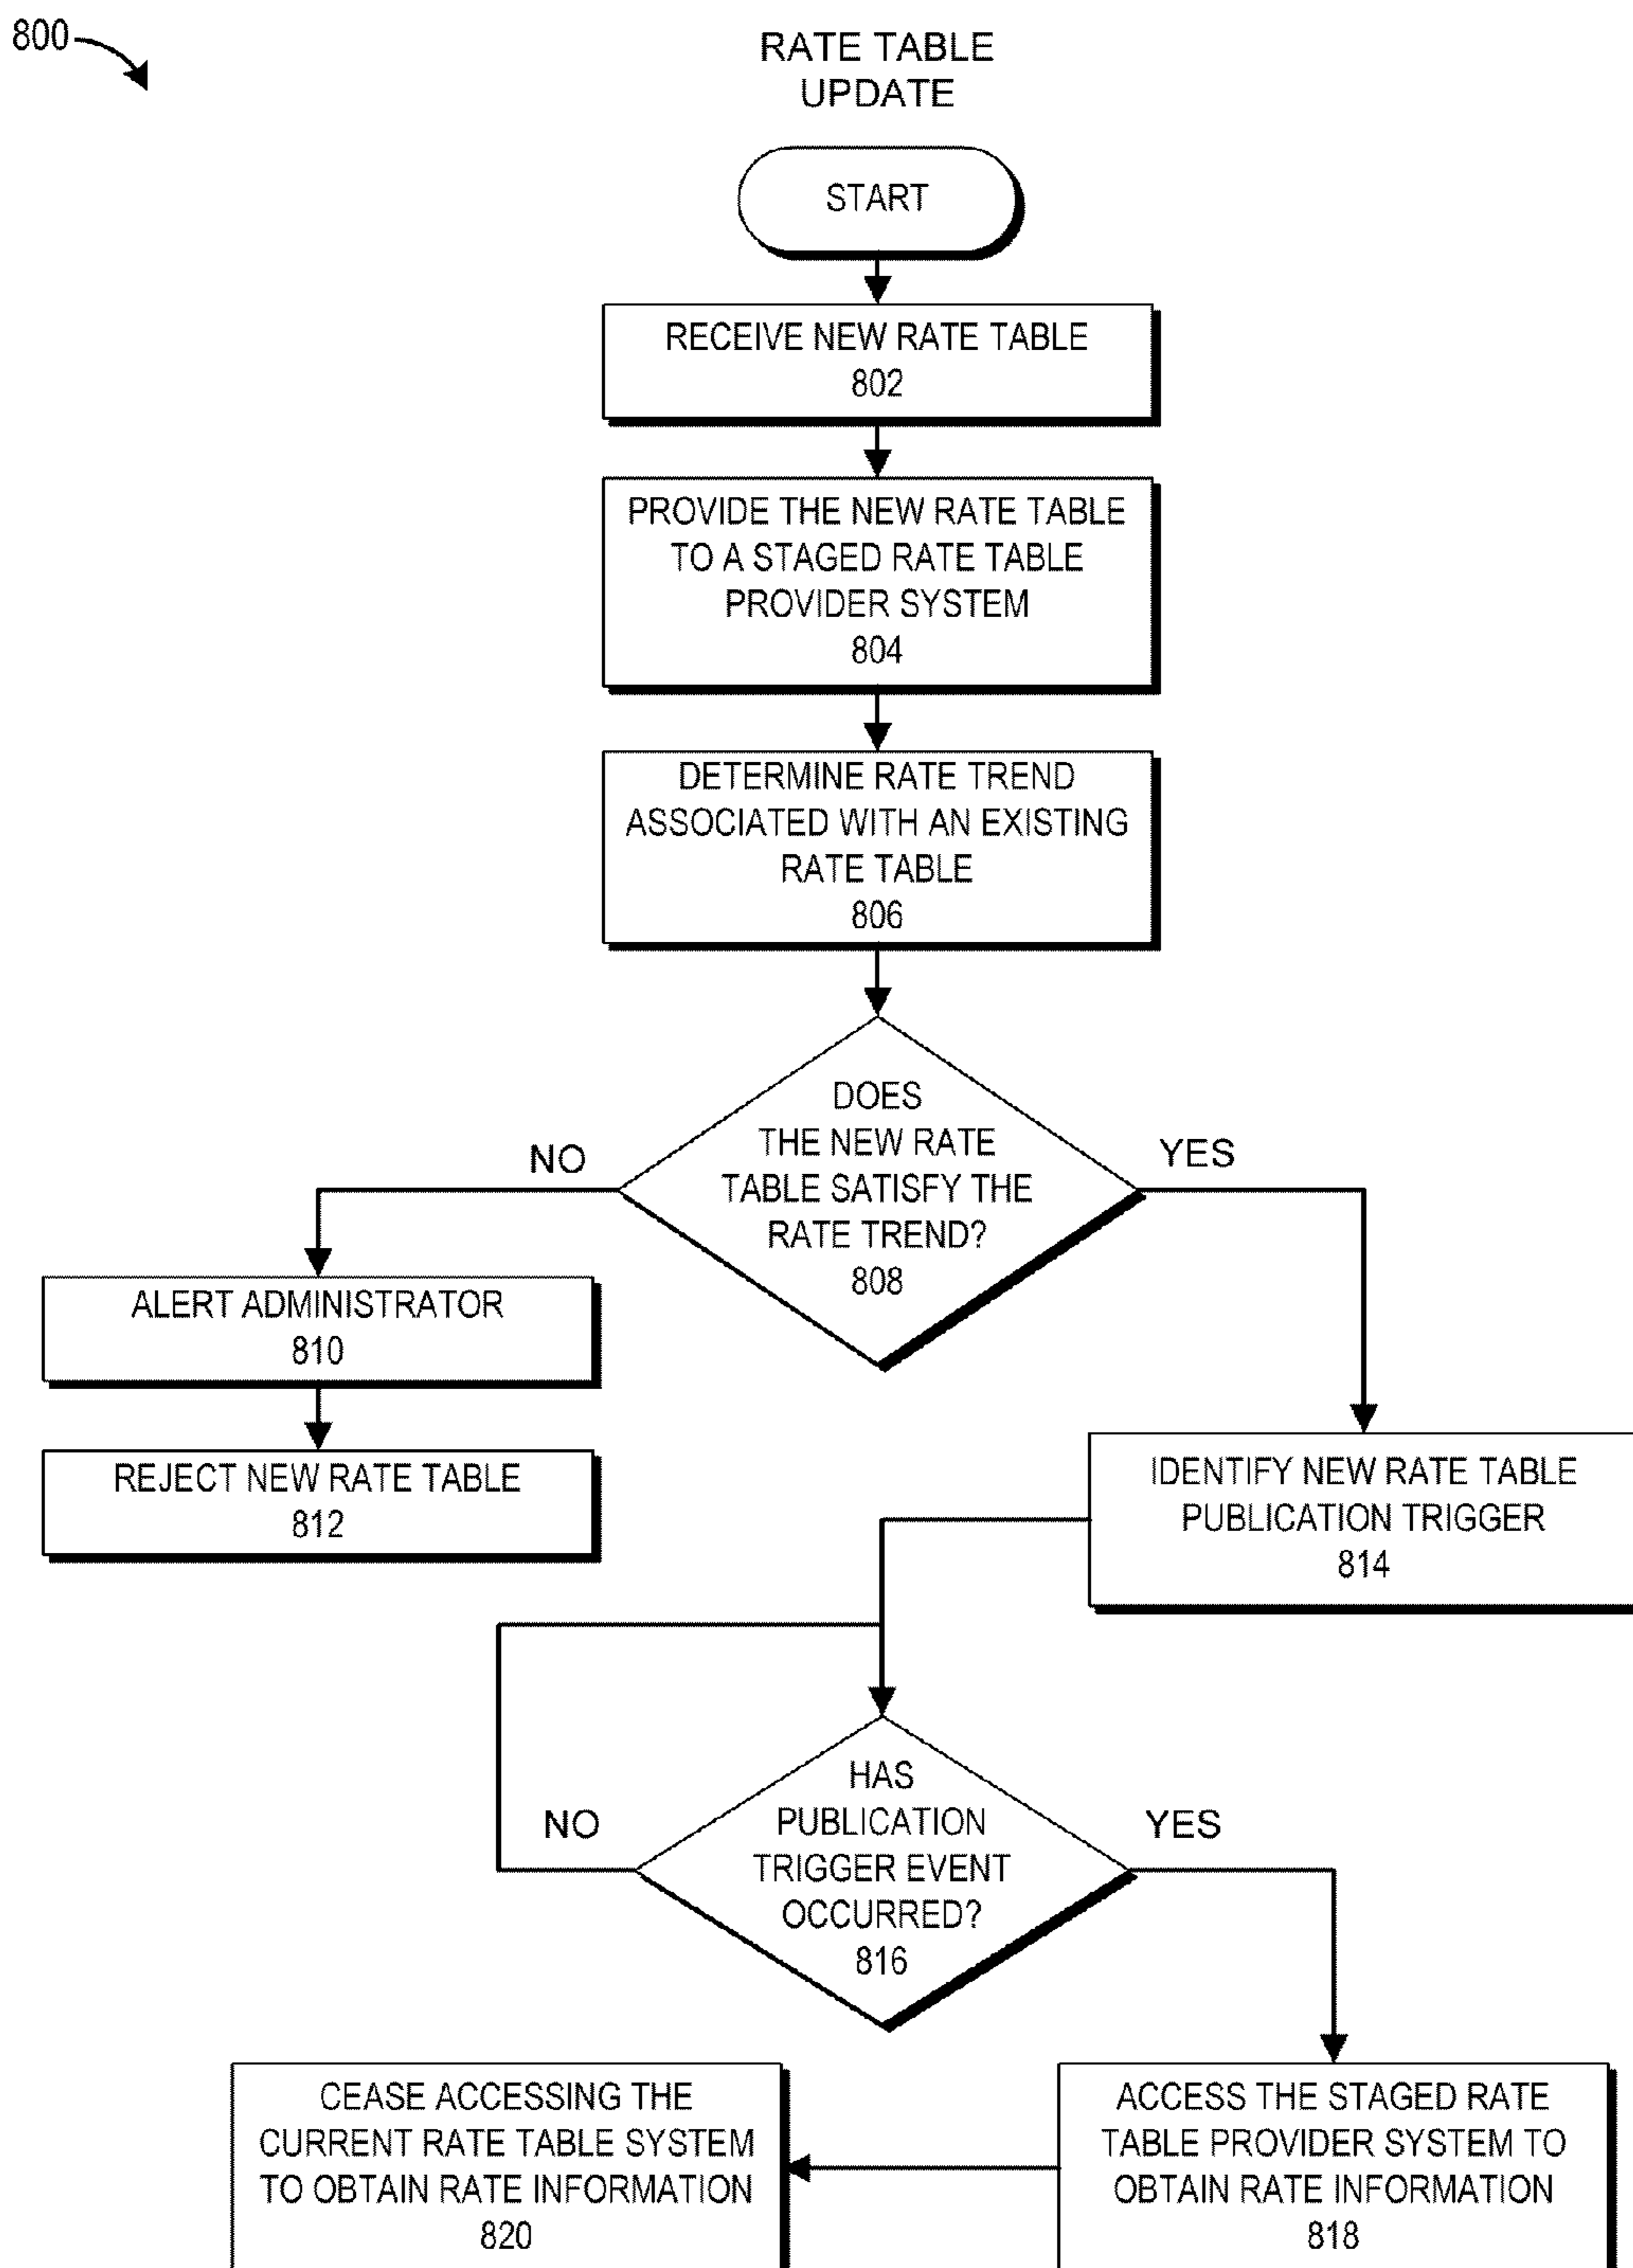 800
RATE TABLE
UPDATE
START
RECEIVE NEW RATE TABLE
802
PROVIDE THE NEW RATE TABLE
TO A STAGED RATE TABLE
PROVIDER SYSTEM
804
DETERMINE RATE TREND
ASSOCIATED WITH AN EXISTING
RATE TABLE
806
DOES
THE NEW RATE
TABLE SATISFY THE
RATE TREND?
808
NO
YES
ALERT ADMINISTRATOR
810
REJECT NEW RATE TABLE
812
IDENTIFY NEW RATE TABLE
PUBLICATION TRIGGER
814
HAS
PUBLICATION
TRIGGER EVENT
OCCURRED?
816
NO
YES
ACCESS THE STAGED RATE
TABLE PROVIDER SYSTEM TO
OBTAIN RATE INFORMATION
818
CEASE ACCESSING THE
CURRENT RATE TABLE SYSTEM
TO OBTAIN RATE INFORMATION
820